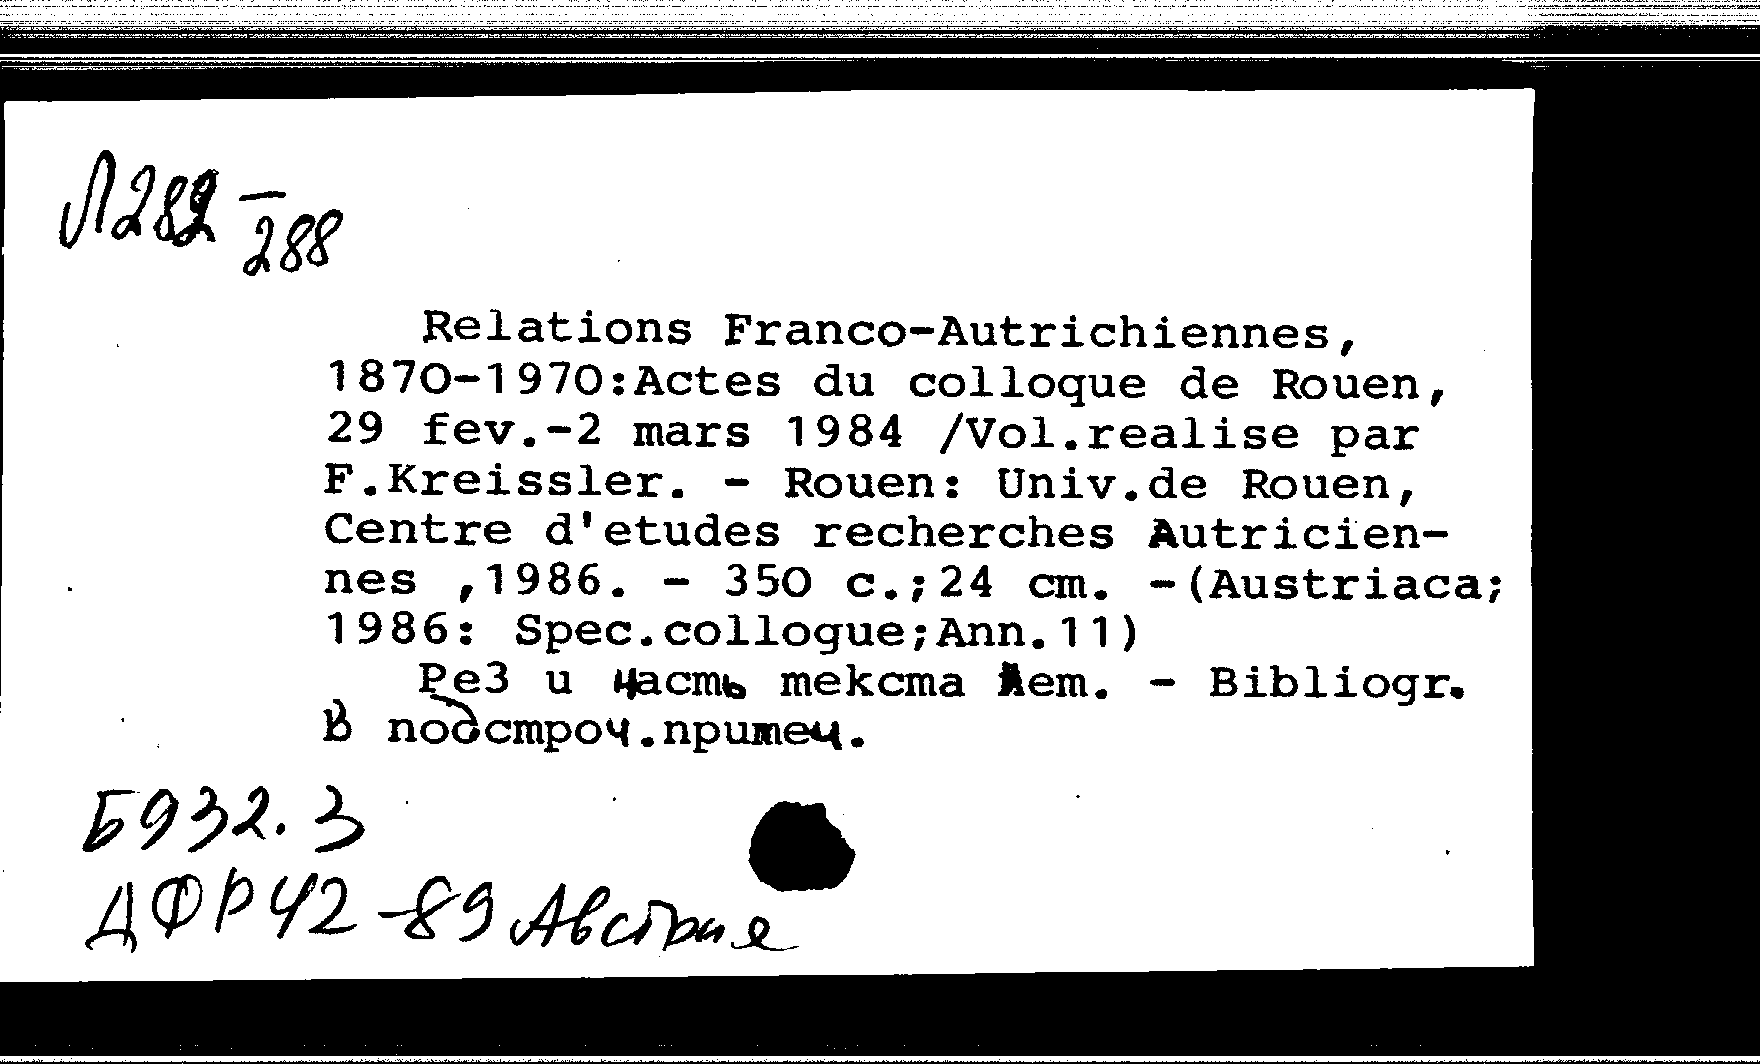 Л282–
288
Relations Franco-Autrichiennes,
1870-1970:Actes du colloque de Rouen,
29 fev.-2 mars 1984 /Vol.realise par
F.Kreissler. - Rouen: Univ.de Rouen,
Centre d'etudes recherches Autricien-
nes ,1986. - 350 c.;24 cm. -(Austriaca;
1986: Spec.collogue;Ann.11)
Рез и часть текста нem. - Bibliogr.
в подстроч.примеч.
Б932.3
ДФР42-89 Австрия